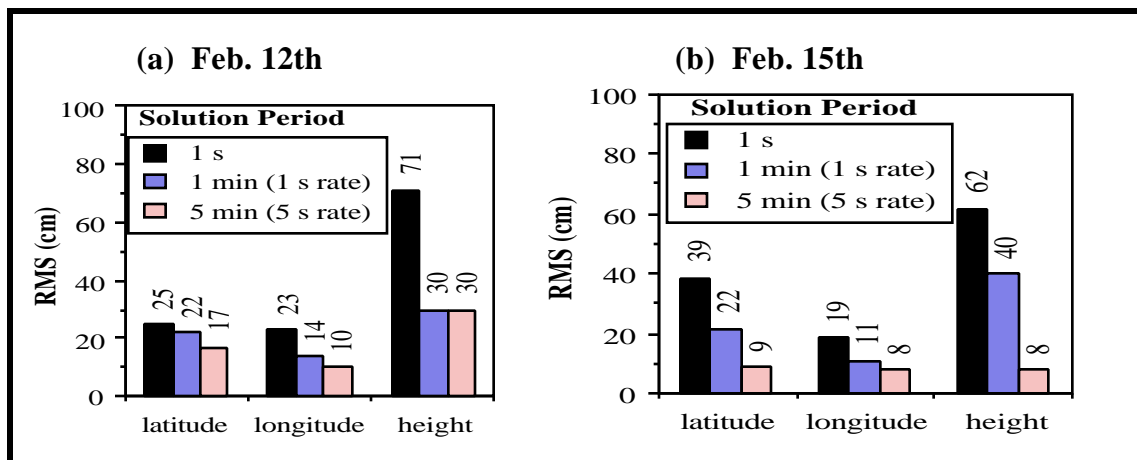 (a) Feb. 12th
100
80
60
40
20
0
RMS (cm)
Solution Period
1 s
1 min (1 s rate)
5 min (5 s rate)
25
22
17
23
14
10
71
30
30
latitude
longitude
height
(b) Feb. 15th
100
80
60
40
20
0
RMS (cm)
Solution Period
1 s
1 min (1 s rate)
5 min (5 s rate)
39
22
9
19
11
8
62
40
8
latitude
longitude
height